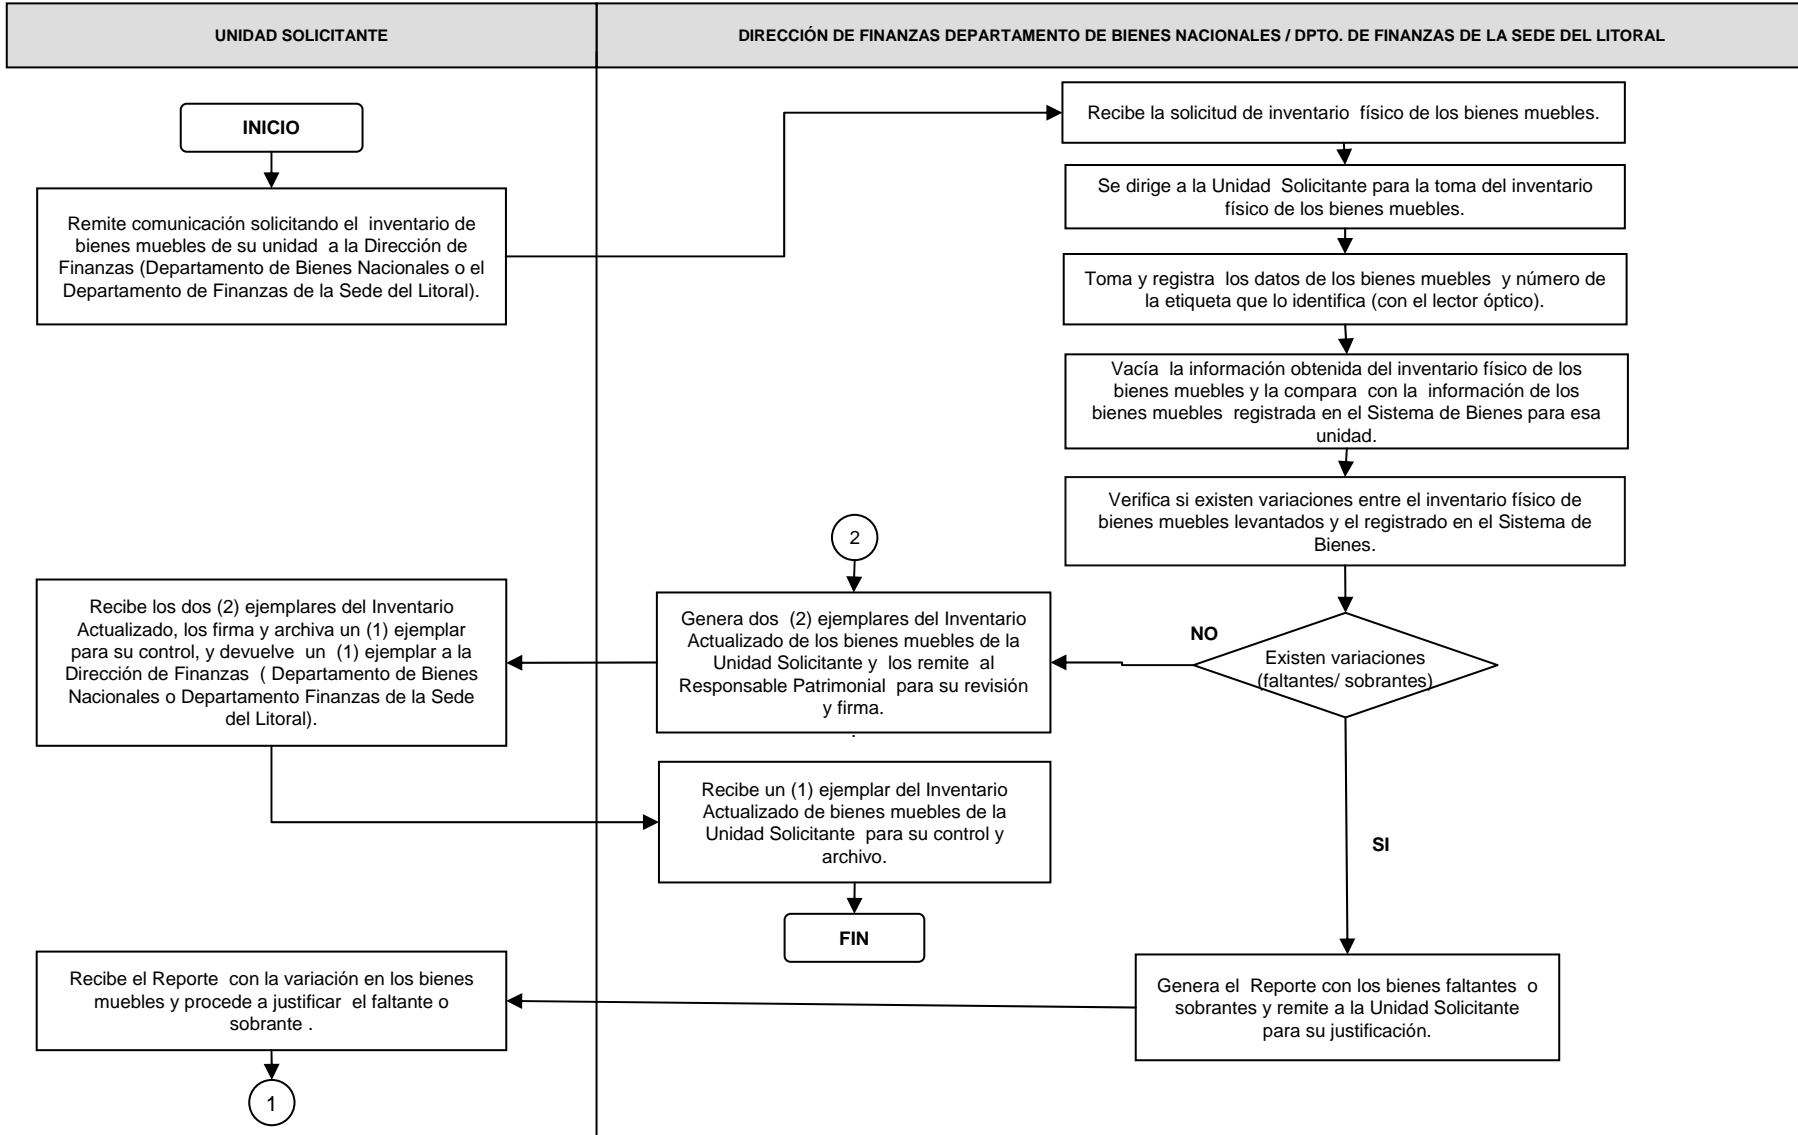 UNIDAD SOLICITANTE
DIRECCIÓN DE FINANZAS DEPARTAMENTO DE BIENES NACIONALES / DPTO. DE FINANZAS DE LA SEDE DEL LITORAL
INICIO
Remite comunicación solicitando el inventario de
bienes muebles de su unidad a la Dirección de
Finanzas (Departamento de Bienes Nacionales o el
Departamento de Finanzas de la Sede del Litoral).
Recibe la solicitud de inventario físico de los bienes muebles.
Se dirige a la Unidad Solicitante para la toma del inventario
físico de los bienes muebles.
Toma y registra los datos de los bienes muebles y número de
la etiqueta que lo identifica (con el lector óptico).
Vacía la información obtenida del inventario físico de los
bienes muebles y la compara con la información de los
bienes muebles registrada en el Sistema de Bienes para esa
unidad.
Verifica si existen variaciones entre el inventario físico de
bienes muebles levantados y el registrado en el Sistema de
Bienes.
Existen variaciones
(faltantes/ sobrantes)
NO
2
Genera dos (2) ejemplares del Inventario
Actualizado de los bienes muebles de la
Unidad Solicitante y los remite al
Responsable Patrimonial para su revisión
y firma.
.
Recibe los dos (2) ejemplares del Inventario
Actualizado, los firma y archiva un (1) ejemplar
para su control, y devuelve un (1) ejemplar a la
Dirección de Finanzas ( Departamento de Bienes
Nacionales o Departamento Finanzas de la Sede
del Litoral).
Recibe un (1) ejemplar del Inventario
Actualizado de bienes muebles de la
Unidad Solicitante para su control y
archivo.
FIN
SI
Genera el Reporte con los bienes faltantes o
sobrantes y remite a la Unidad Solicitante
para su justificación.
Recibe el Reporte con la variación en los bienes
muebles y procede a justificar el faltante o
sobrante .
1